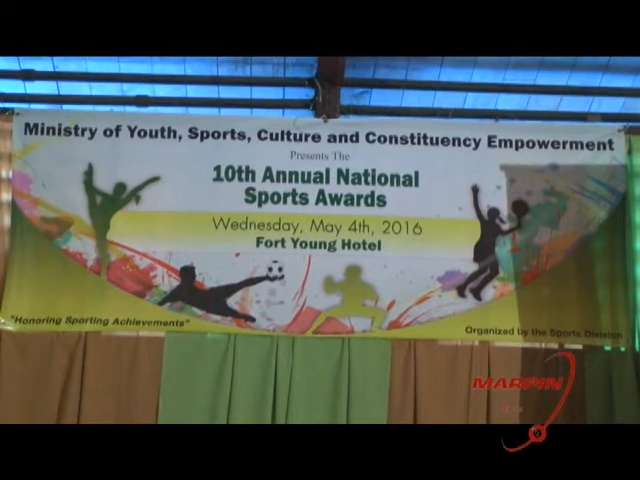 Ministry of Youth, Sports, Culture and Constituency Empowerment
Presents The
10th Annual National
Sports Awards
Wednesday, May 4th, 2016
Fort Young Hotel
"Honoring Sporting Achievements"
Organized by the Sports Division
MARPIN